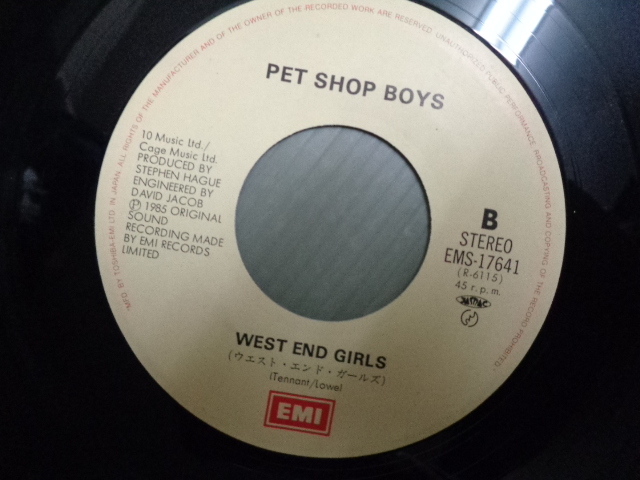 MFG. BY TOSHIBA-EMI LTD. IN JAPAN. ALL RIGHTS OF THE MANUFACTURER AND OF THE OWNER OF THE RECORDED WORK ARE RESERVED. UNAUTHORIZED PUBLIC PERFORMANCE, BROADCASTING AND COPYING OF THE RECORD PROHIBITED.
PET SHOP BOYS
10 Music Ltd./
Cage Music Ltd.
PRODUCED BY
STEPHEN HAGUE
ENGINEERED BY
DAVID JACOB
Ⓟ 1985 ORIGINAL
SOUND
RECORDING MADE
BY EMI RECORDS
LIMITED
B
STEREO
EMS-17641
(R-6115)
45 r.p.m.
JASRAC
WEST END GIRLS
(ウエスト・エンド・ガールズ)
(Tennant/Lowe)
EMI